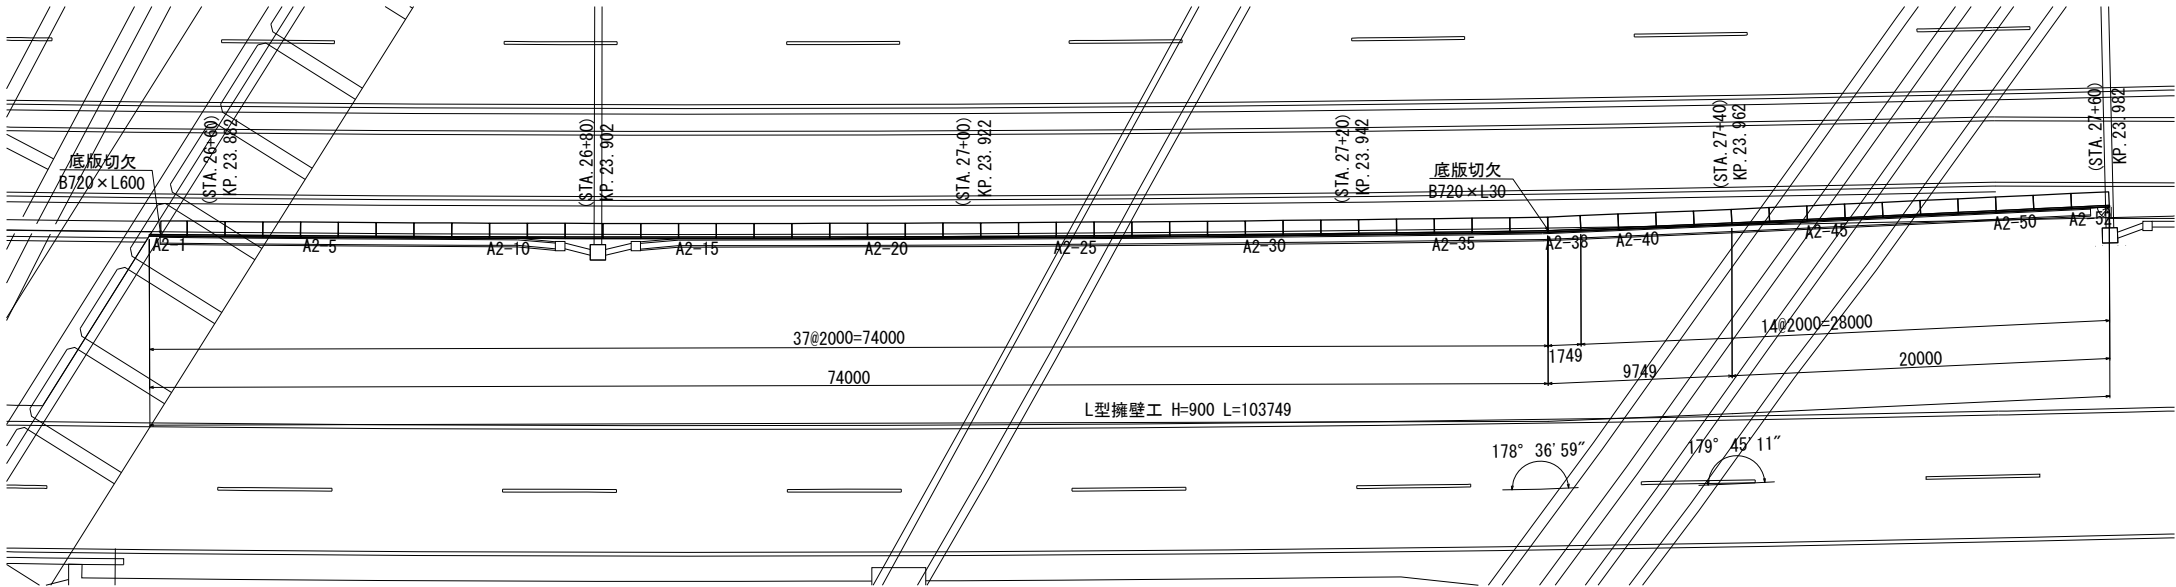 (STA.26+60)
KP.23.882
(STA.26+80)
KP.23.902
(STA.27+00)
KP.23.922
(STA.27+20)
KP.23.942
(STA.27+40)
KP.23.962
(STA.27+60)
KP.23.982
底版切欠
B720×L600
底版切欠
B720×L30
A2-1
A2-5
A2-10
A2-15
A2-20
A2-25
A2-30
A2-35
A2-38
A2-40
A2-45
A2-50
A2-52
37@2000=74000
1749
14@2000=28000
74000
9749
20000
L型擁壁工 H=900 L=103749
178° 36′59″
179° 45′11″